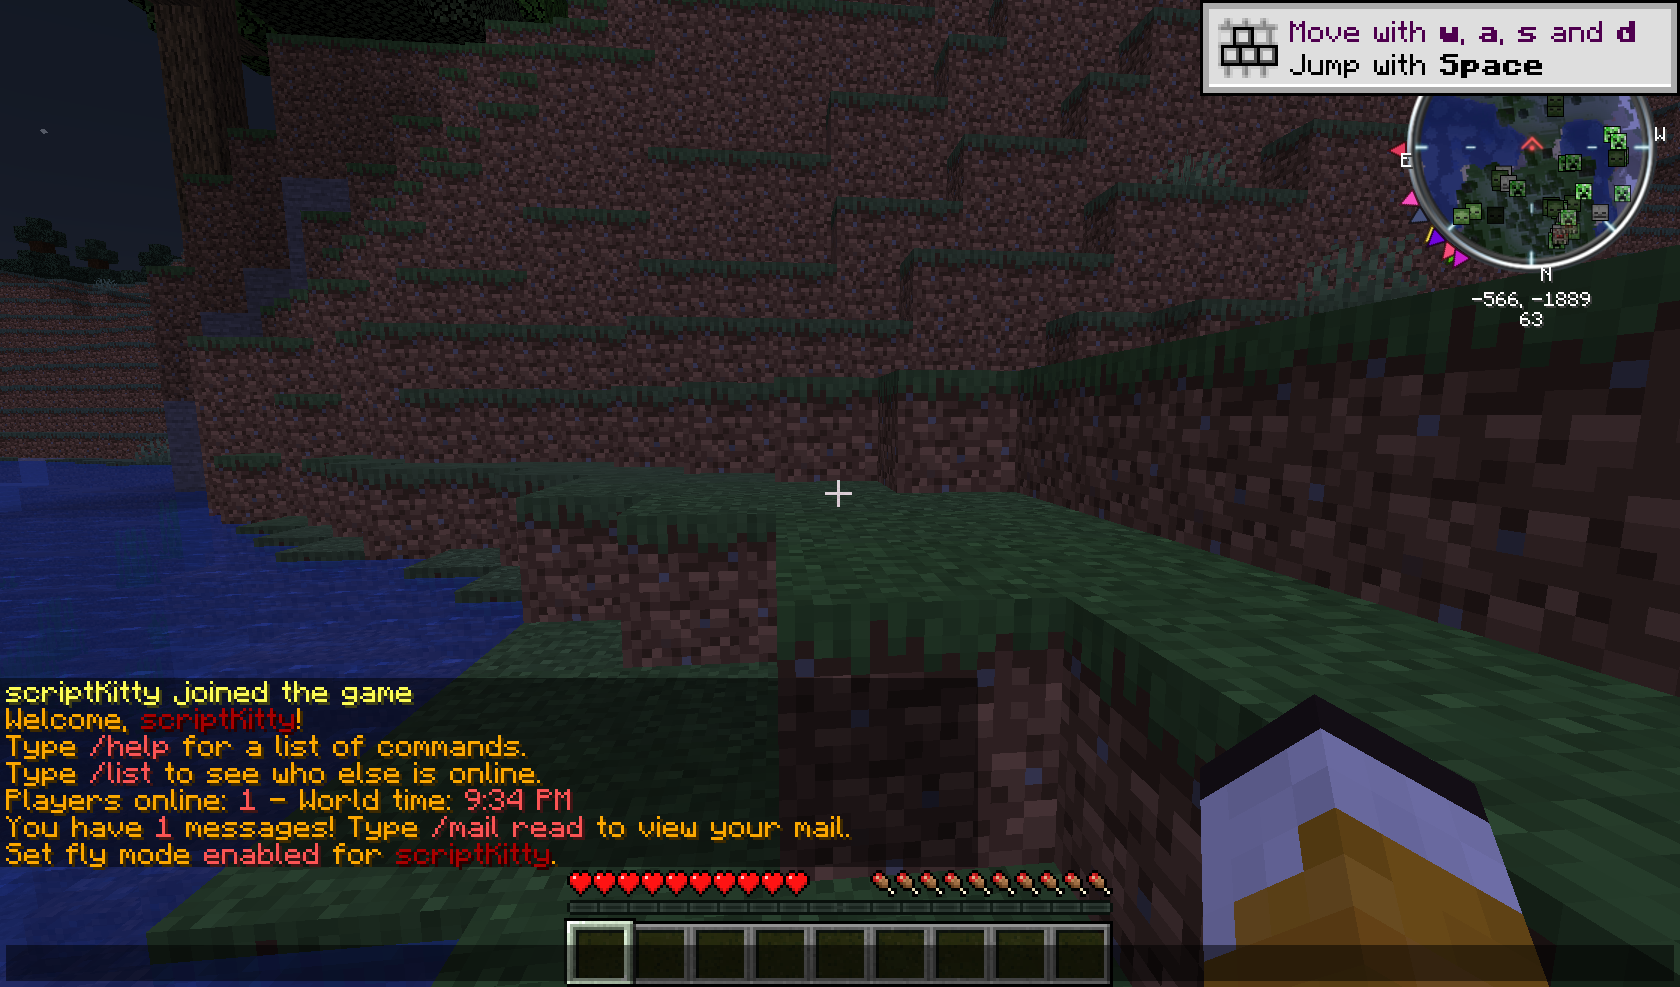 Move with w, a, s and d
Jump with Space
W
E
N
-566, -1889
63
scriptKitty joined the game
Welcome, scriptKitty!
Type /help for a list of commands.
Type /list to see who else is online.
Players online: 1 - World time: 9:34 PM
You have 1 messages! Type /mail read to view your mail.
Set fly mode enabled for scriptKitty.